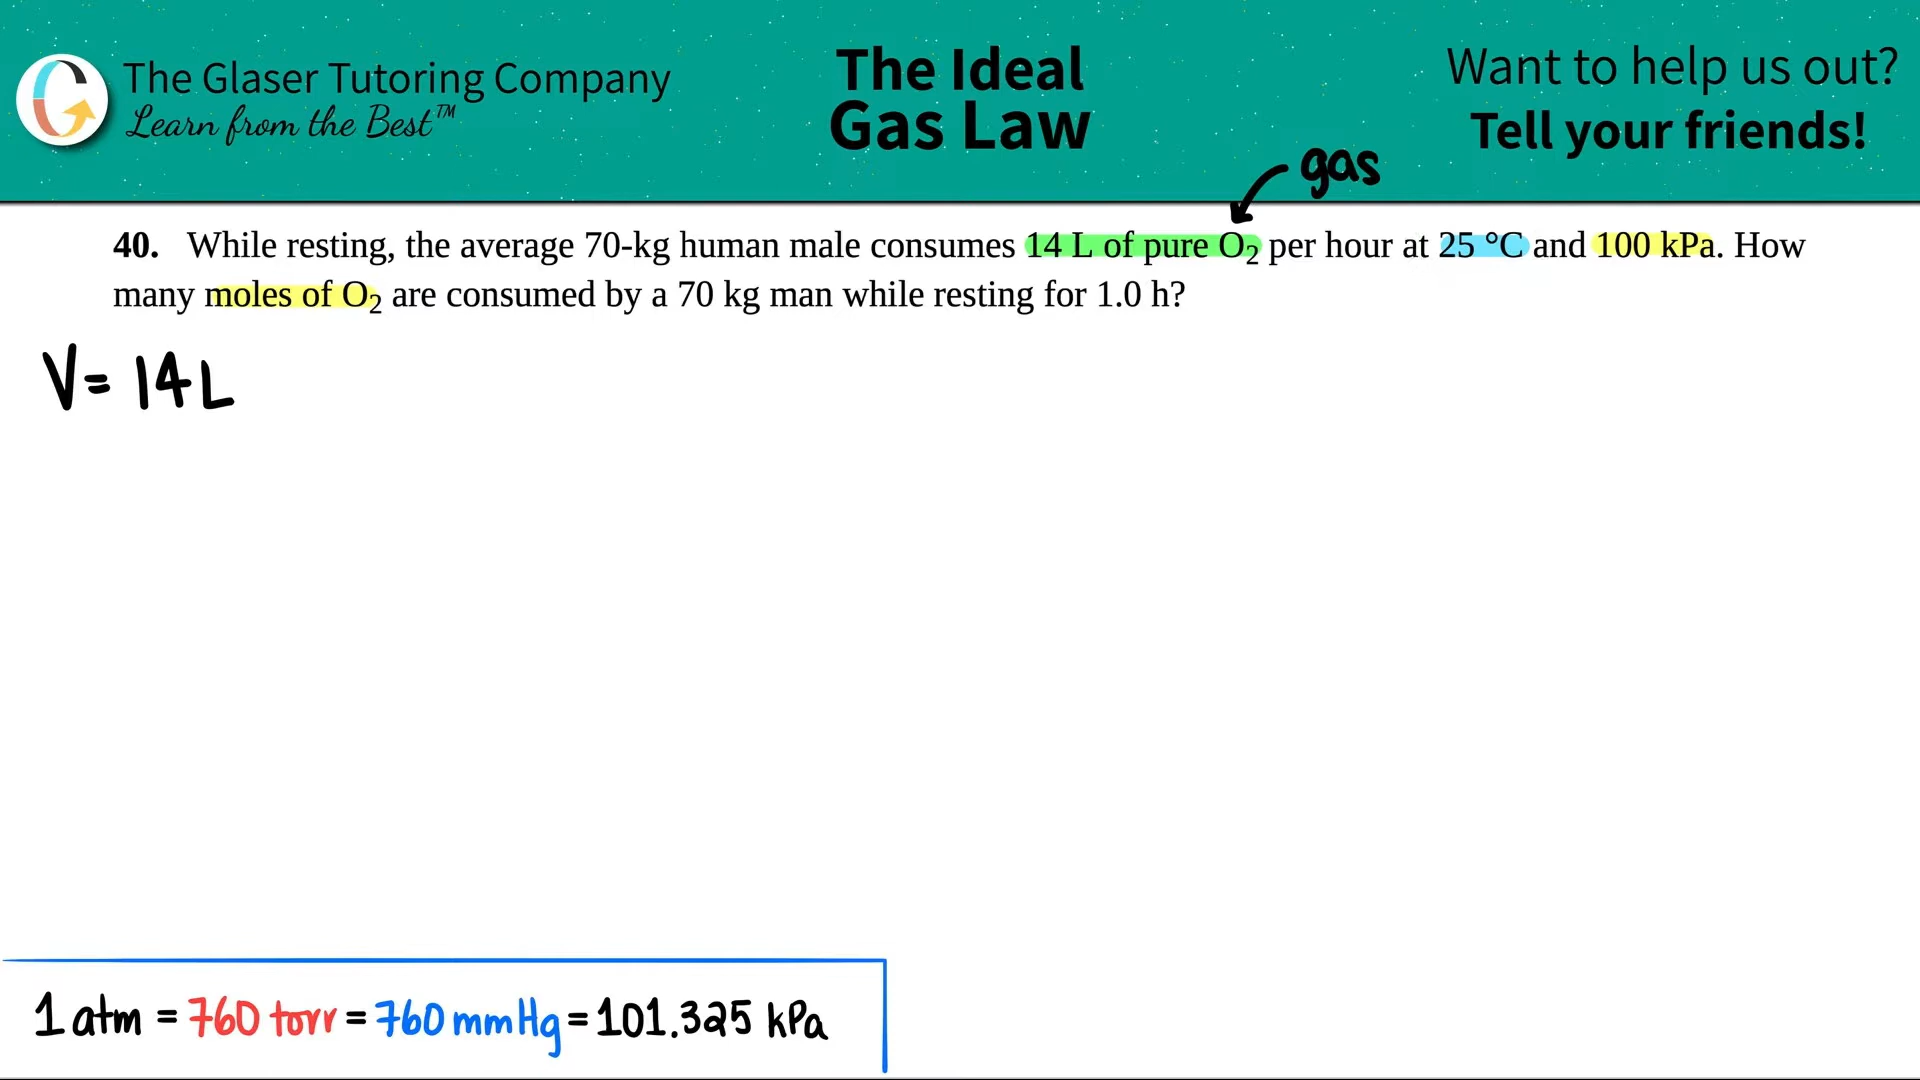 The Glaser Tutoring Company
Learn from the Best™
The Ideal
Gas Law
Want to help us out?
Tell your friends!
gas
40. While resting, the average 70-kg human male consumes 14 L of pure O₂ per hour at 25 °C and 100 kPa. How
many moles of O₂ are consumed by a 70 kg man while resting for 1.0 h?
V= 14 L
1 atm = 760 torr = 760 mmHg = 101.325 kPa